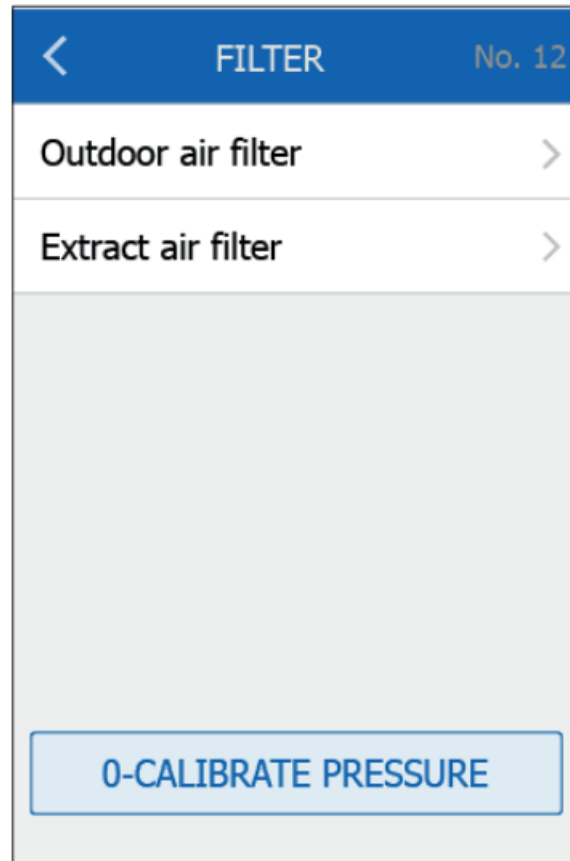 FILTER No. 12
Outdoor air filter
Extract air filter
0-CALIBRATE PRESSURE